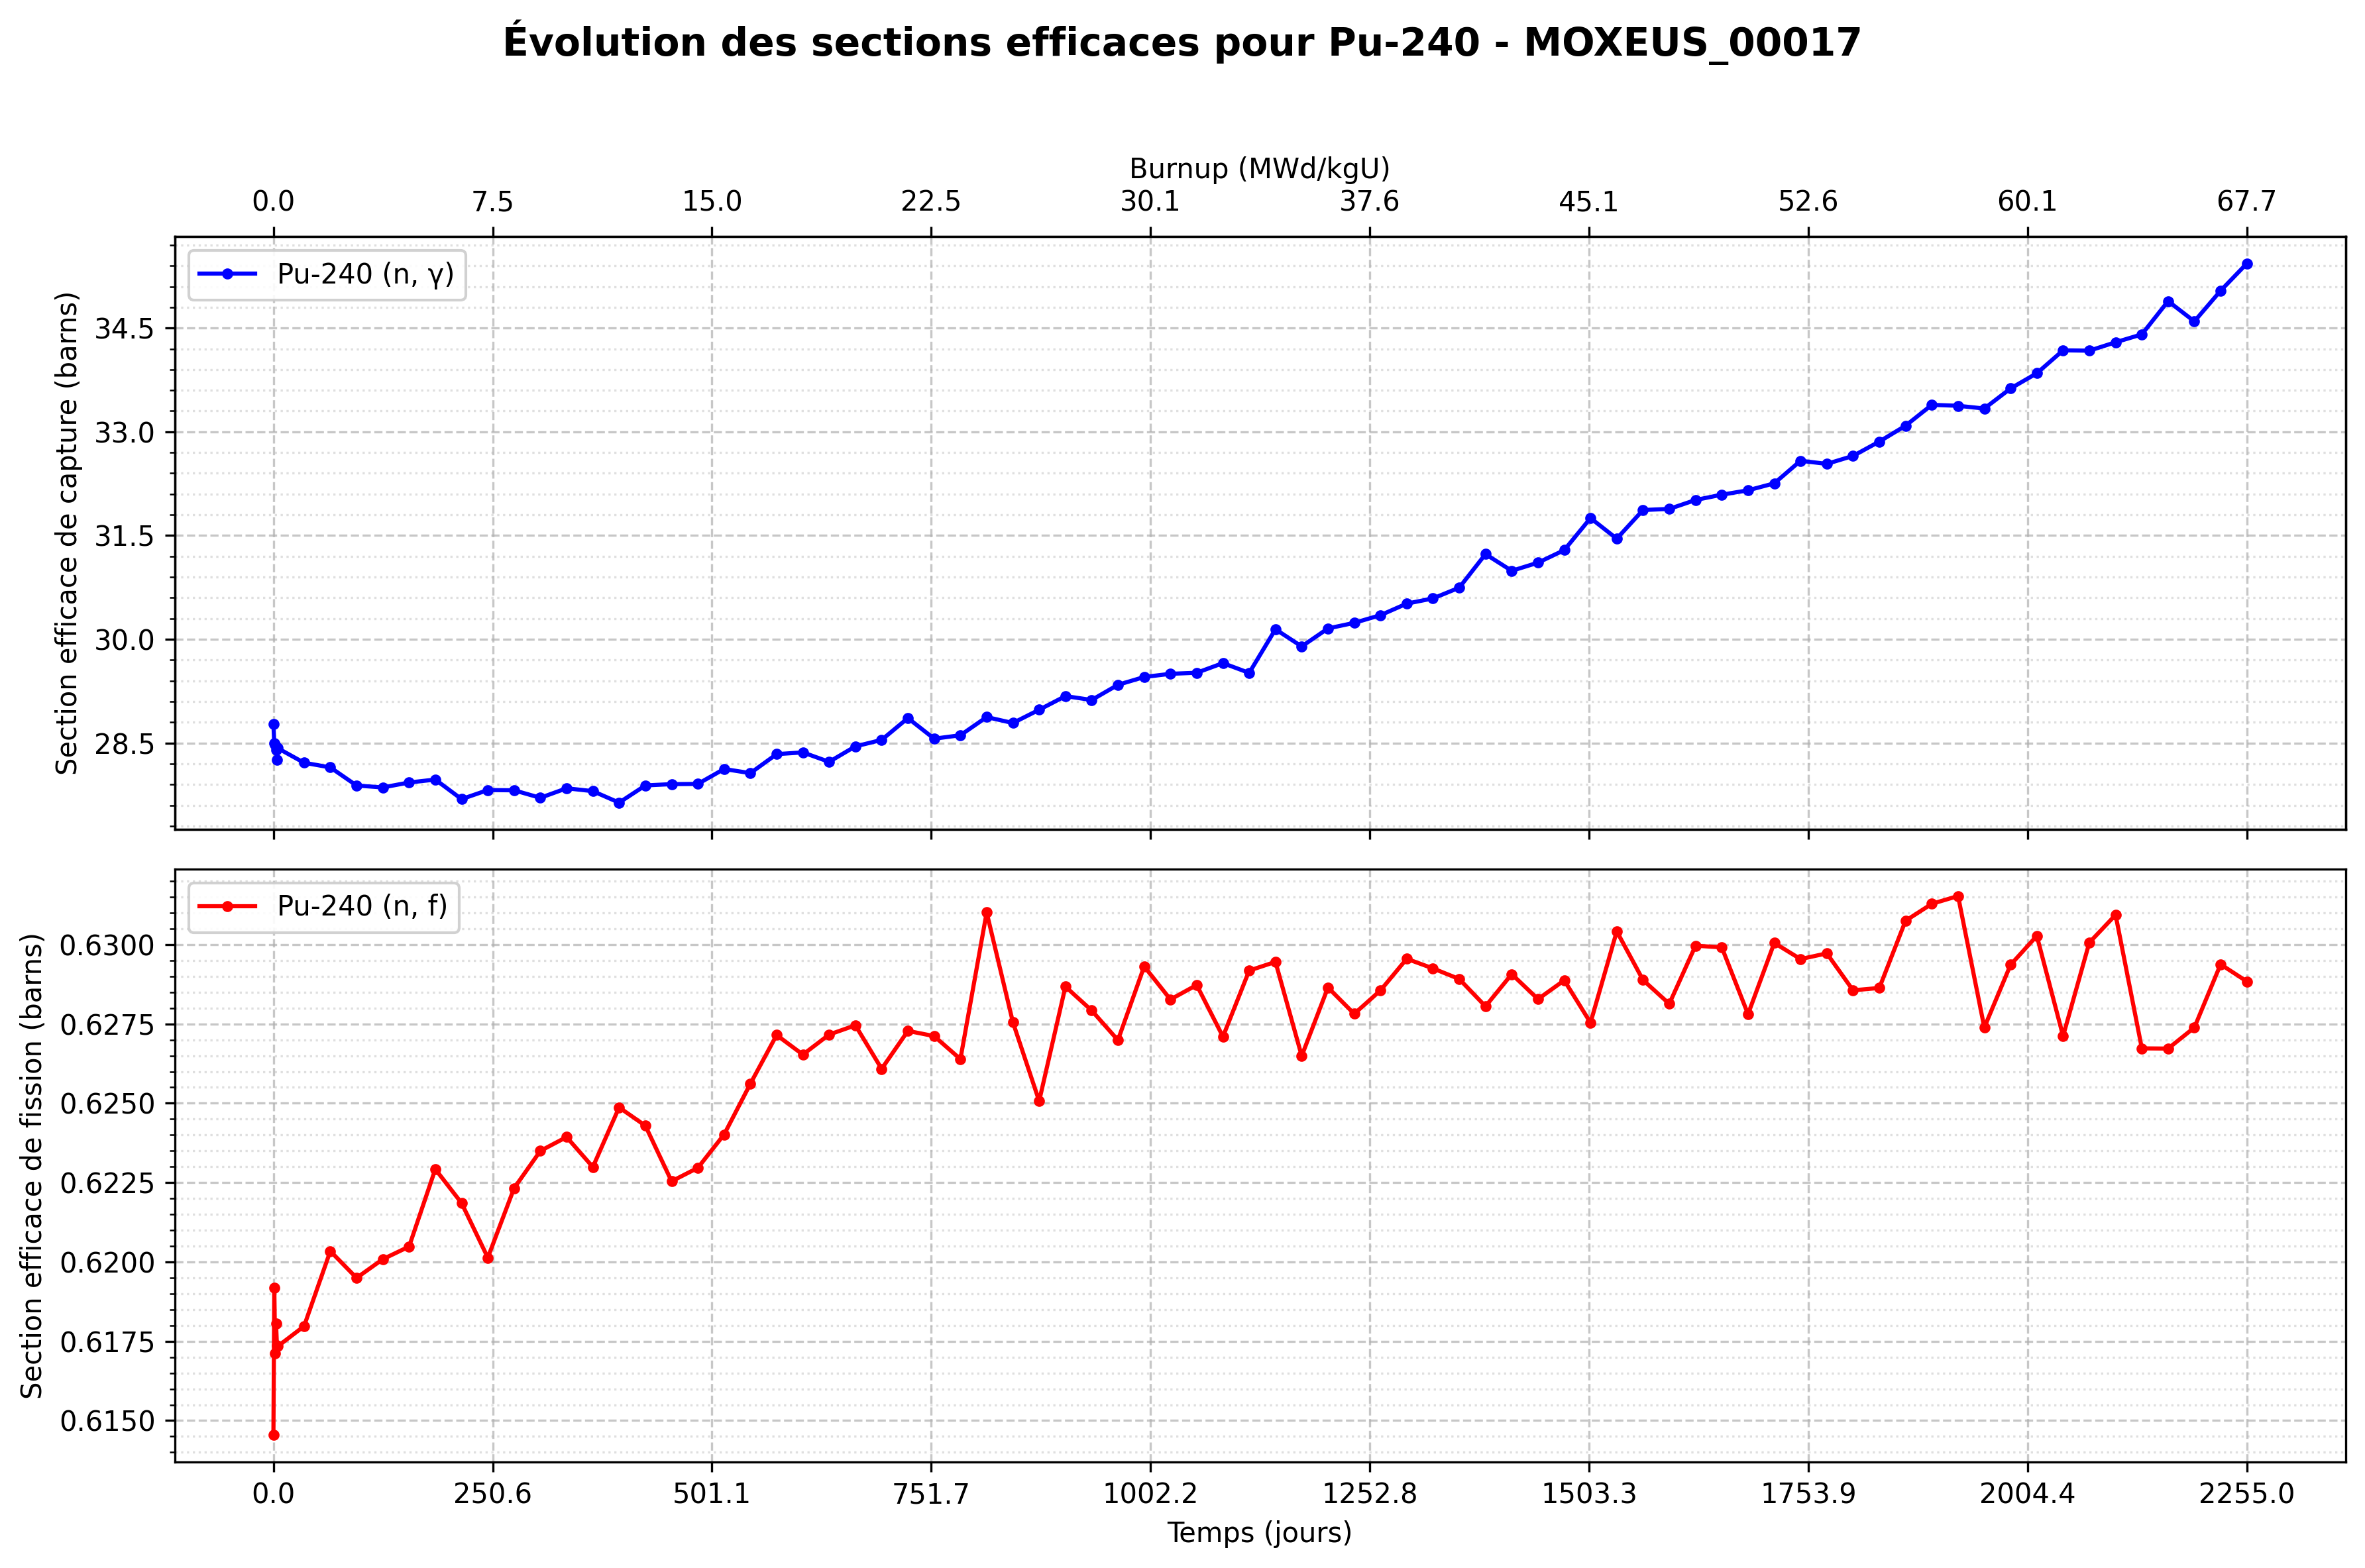 Évolution des sections efficaces pour Pu-240 - MOXEUS_00017
Burnup (MWd/kgU)
0.0 7.5 15.0 22.5 30.1 37.6 45.1 52.6 60.1 67.7
Pu-240 (n, γ)
Section efficace de capture (barns)
34.5
33.0
31.5
30.0
28.5
Pu-240 (n, f)
Section efficace de fission (barns)
0.6300
0.6275
0.6250
0.6225
0.6200
0.6175
0.6150
0.0 250.6 501.1 751.7 1002.2 1252.8 1503.3 1753.9 2004.4 2255.0
Temps (jours)